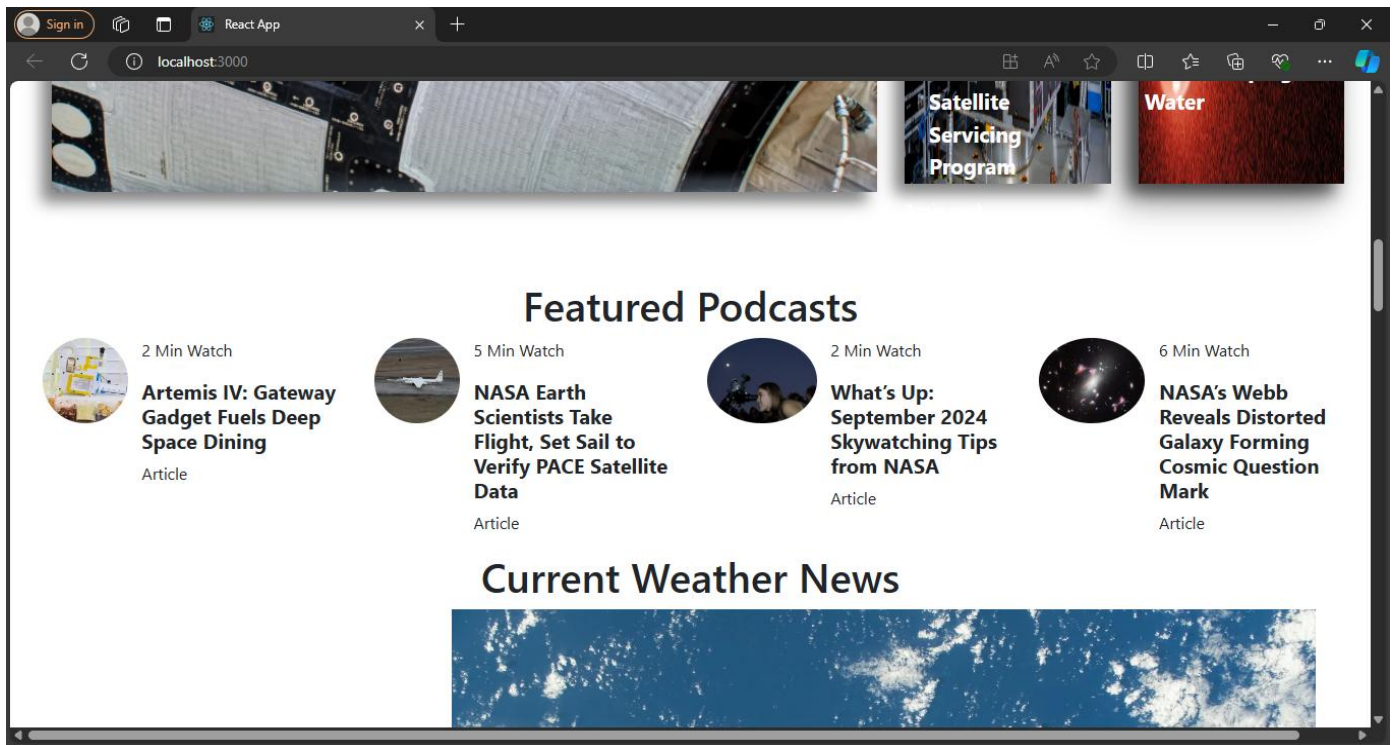 Sign in
React App
localhost:3000
Satellite
Servicing
Program
Water
Featured Podcasts
2 Min Watch
Artemis IV: Gateway
Gadget Fuels Deep
Space Dining
Article
5 Min Watch
NASA Earth
Scientists Take
Flight, Set Sail to
Verify PACE Satellite
Data
Article
2 Min Watch
What’s Up:
September 2024
Skywatching Tips
from NASA
Article
6 Min Watch
NASA’s Webb
Reveals Distorted
Galaxy Forming
Cosmic Question
Mark
Article
Current Weather News